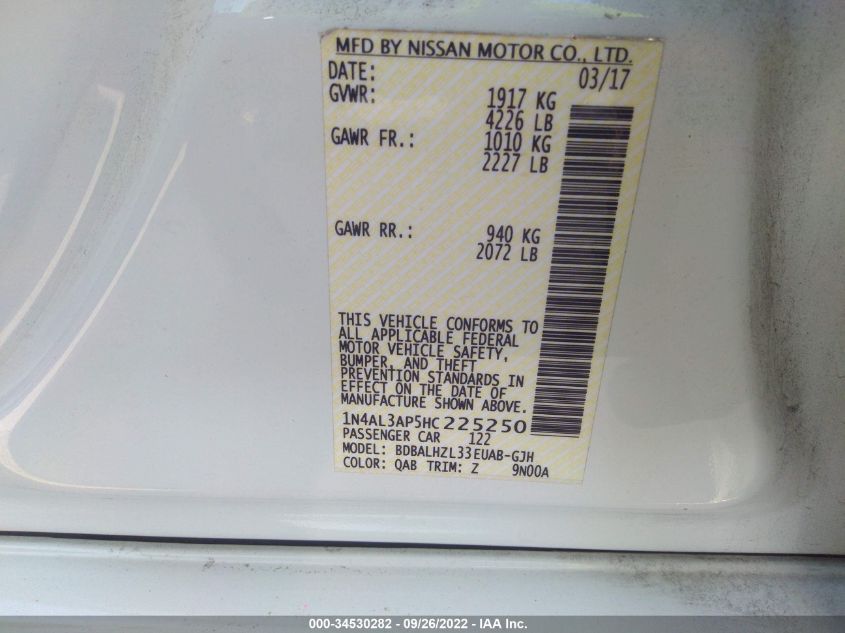 MFD BY NISSAN MOTOR CO., LTD.
DATE: 03/17
GVWR: 1917 KG
4226 LB
GAWR FR.: 1010 KG
2227 LB
GAWR RR.: 940 KG
2072 LB
THIS VEHICLE CONFORMS TO
ALL APPLICABLE FEDERAL
MOTOR VEHICLE SAFETY,
BUMPER, AND THEFT
PREVENTION STANDARDS IN
EFFECT ON THE DATE OF
MANUFACTURE SHOWN ABOVE.
1N4AL3AP5HC225250
PASSENGER CAR 122
MODEL: BDBALHZL33EUAB-GJH
COLOR: QAB TRIM: Z 9N00A
000-34530282 - 09/26/2022 - IAA Inc.